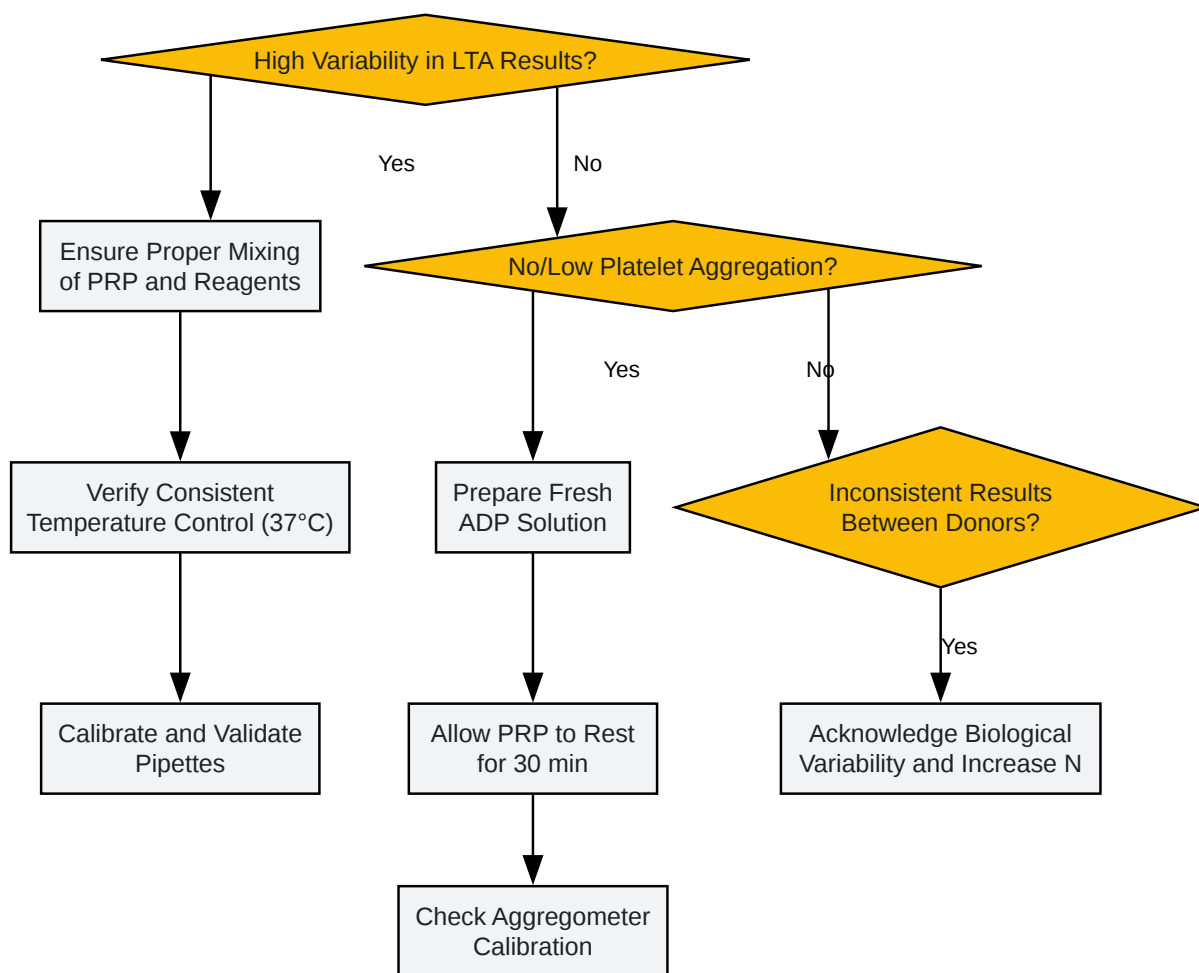 High Variability in LTA Results?
Yes
No
Ensure Proper Mixing
of PRP and Reagents
No/Low Platelet Aggregation?
Yes
No
Verify Consistent
Temperature Control (37°C)
Prepare Fresh
ADP Solution
Inconsistent Results
Between Donors?
Yes
Calibrate and Validate
Pipettes
Allow PRP to Rest
for 30 min
Acknowledge Biological
Variability and Increase N
Check Aggregometer
Calibration